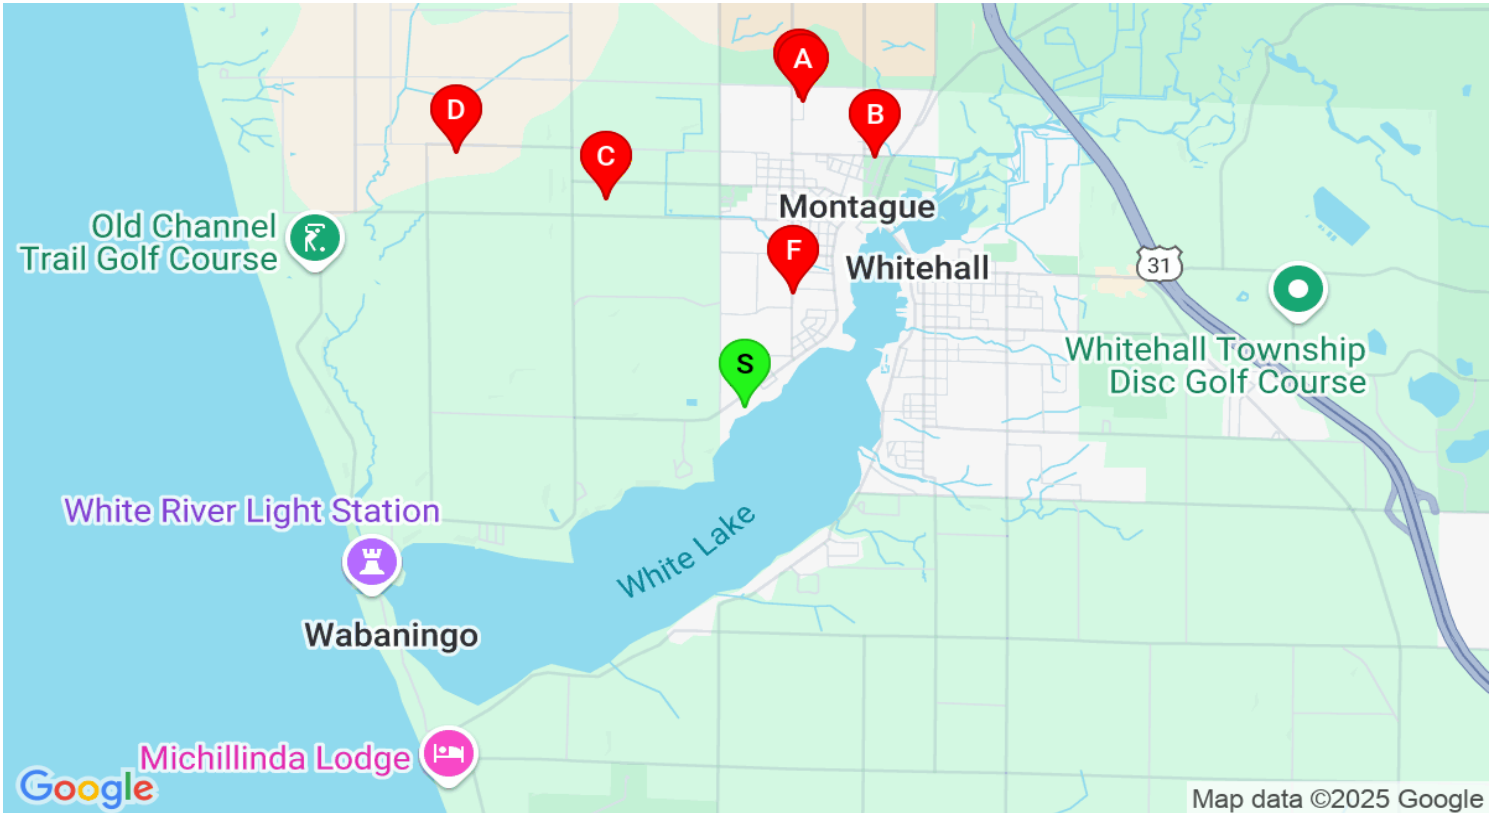 A
D
B
C
Old Channel
Trail Golf Course
Montague
F
Whitehall
31
S
Whitehall Township
Disc Golf Course
White River Light Station
White Lake
Wabaningo
Michillinda Lodge
Google
Map data ©2025 Google